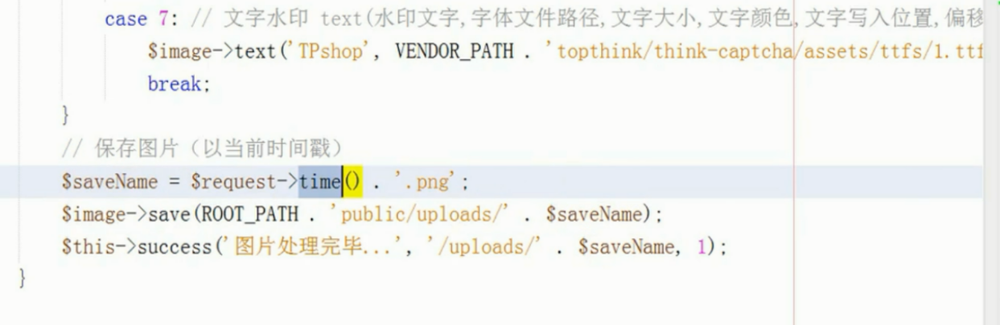 case 7: // 文字水印 text(水印文字,字体文件路径,文字大小,文字颜色,文字写入位置,偏移
$image->text('TPshop', VENDOR_PATH . 'topthink/think-captcha/assets/ttfs/1.ttf
break;
}
// 保存图片（以当前时间戳）
$saveName = $request->time() . '.png';
$image->save(ROOT_PATH . 'public/uploads/' . $saveName);
$this->success('图片处理完毕...', '/uploads/' . $saveName, 1);
}